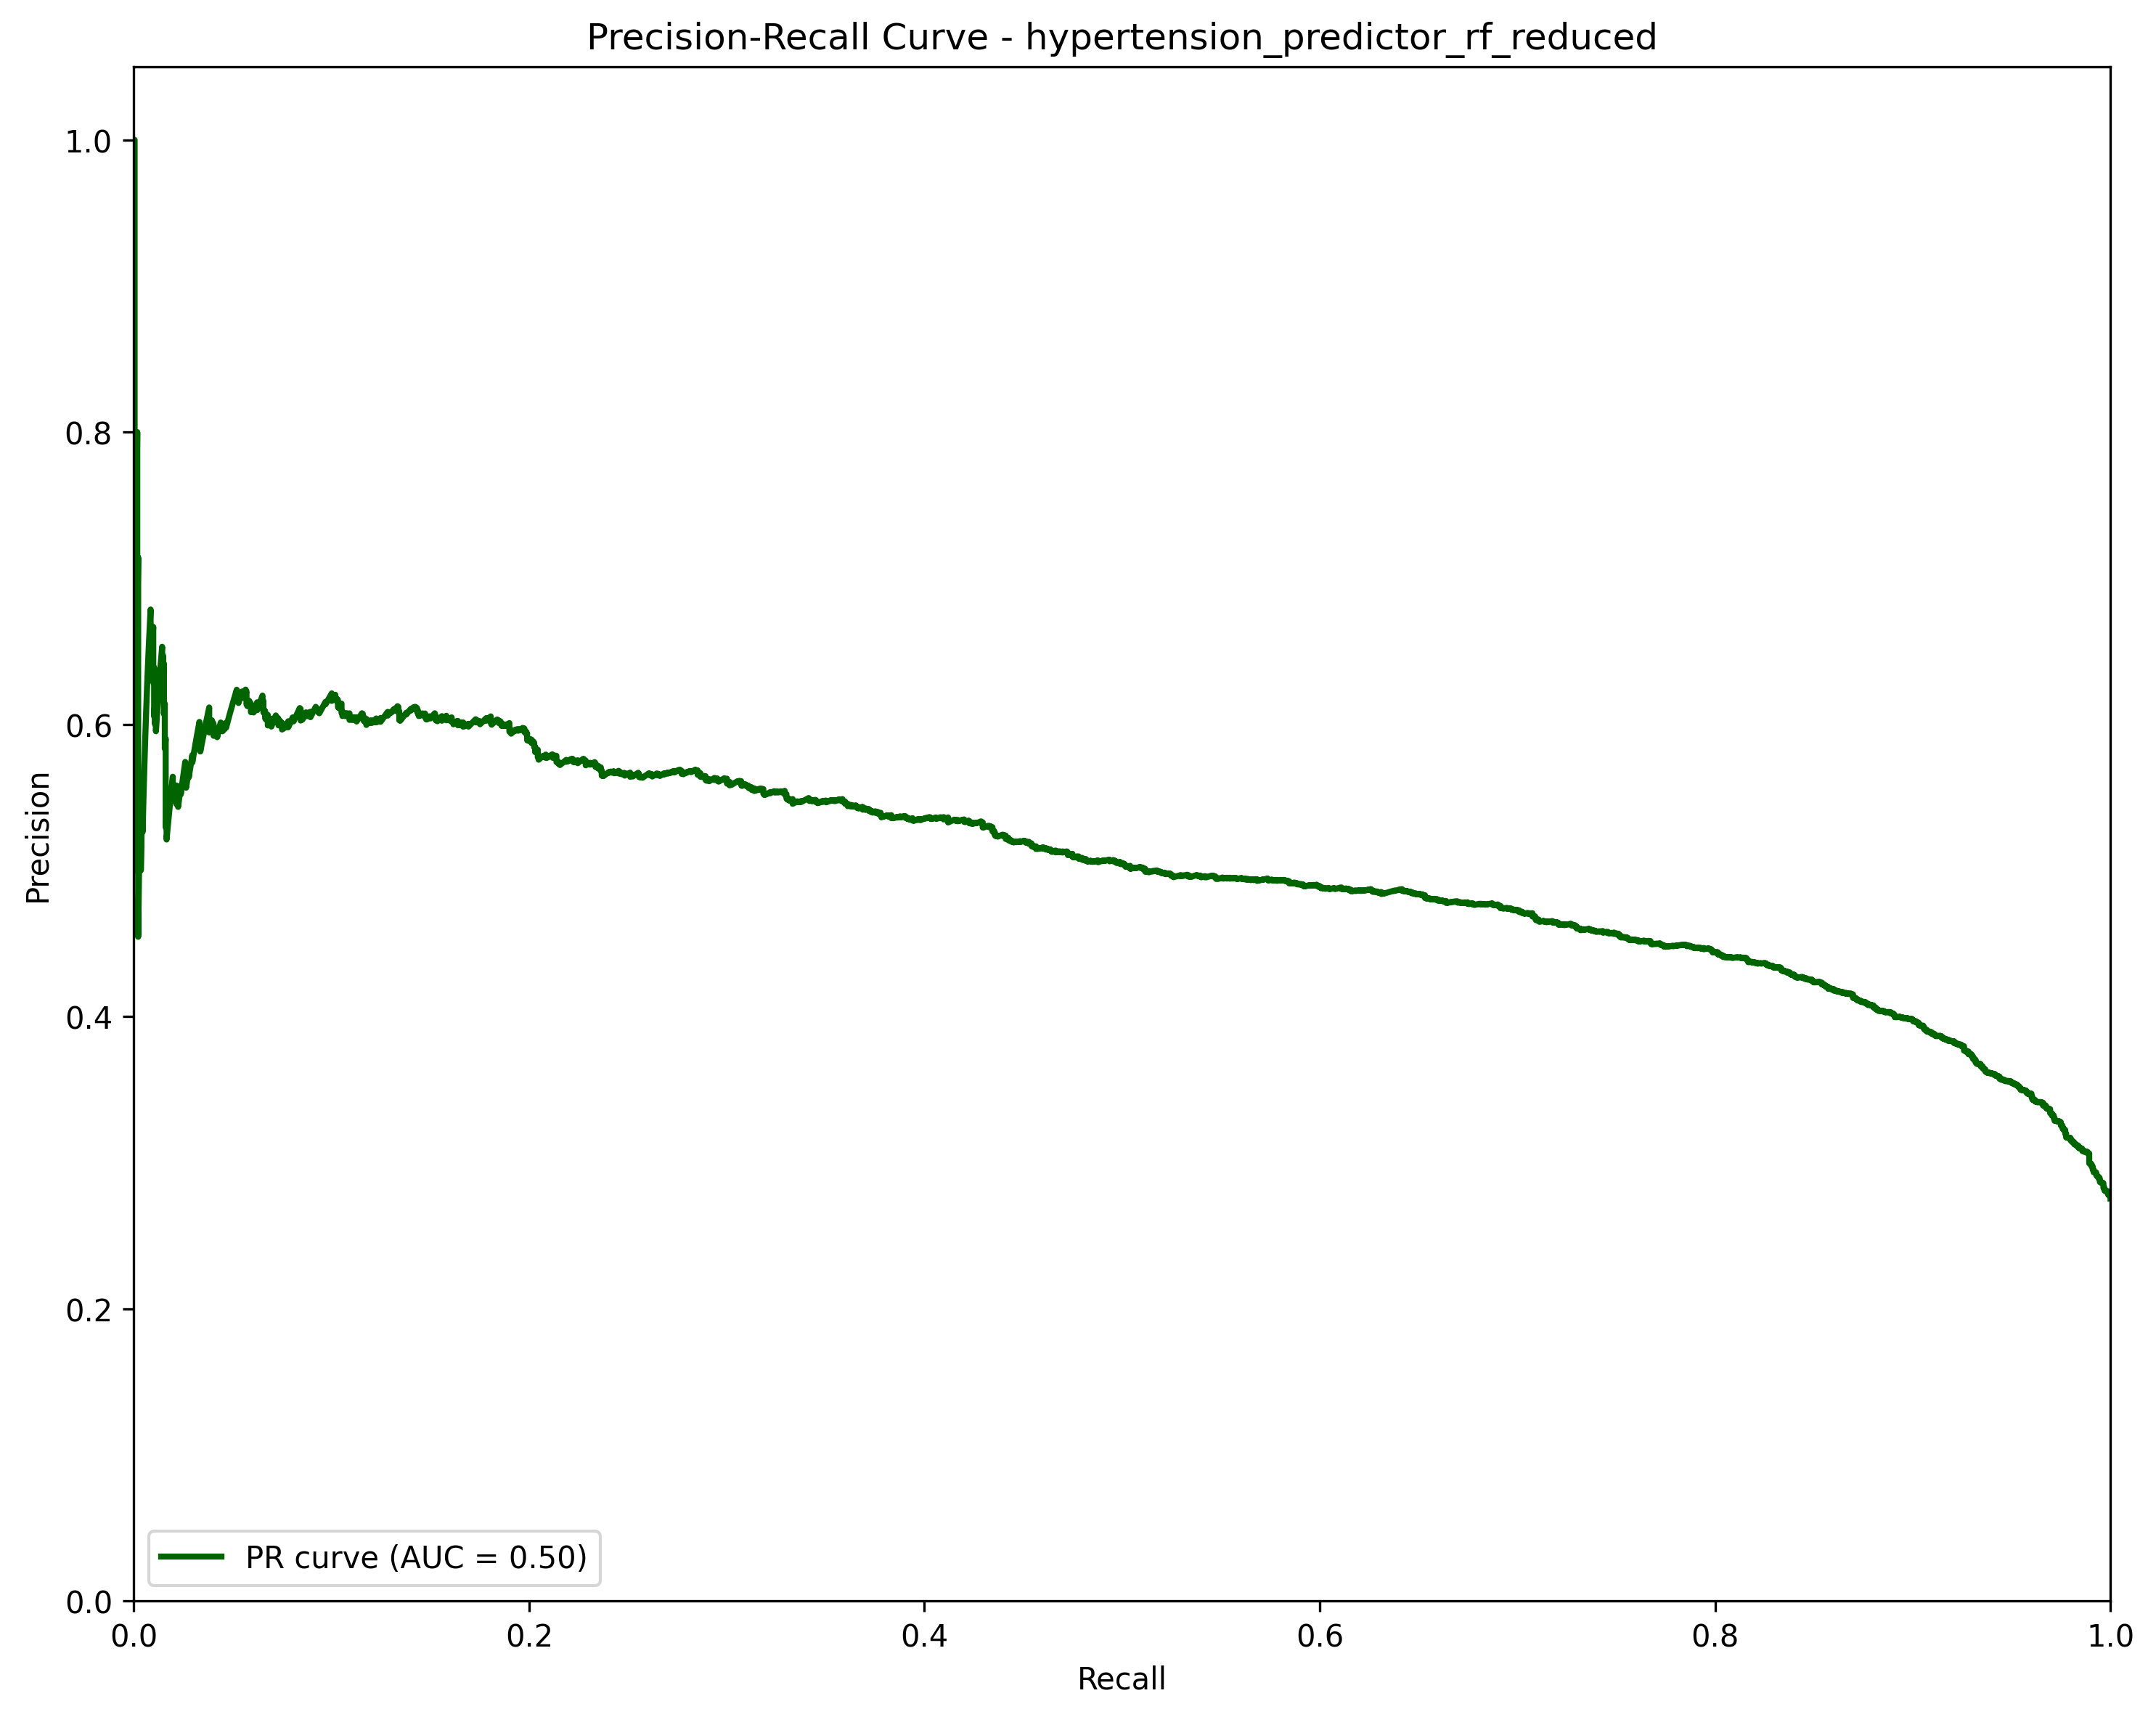 Precision-Recall Curve - hypertension_predictor_rf_reduced
1.0
0.8
0.6
0.4
0.2
0.0
Precision
PR curve (AUC = 0.50)
0.0 0.2 0.4 0.6 0.8 1.0
Recall